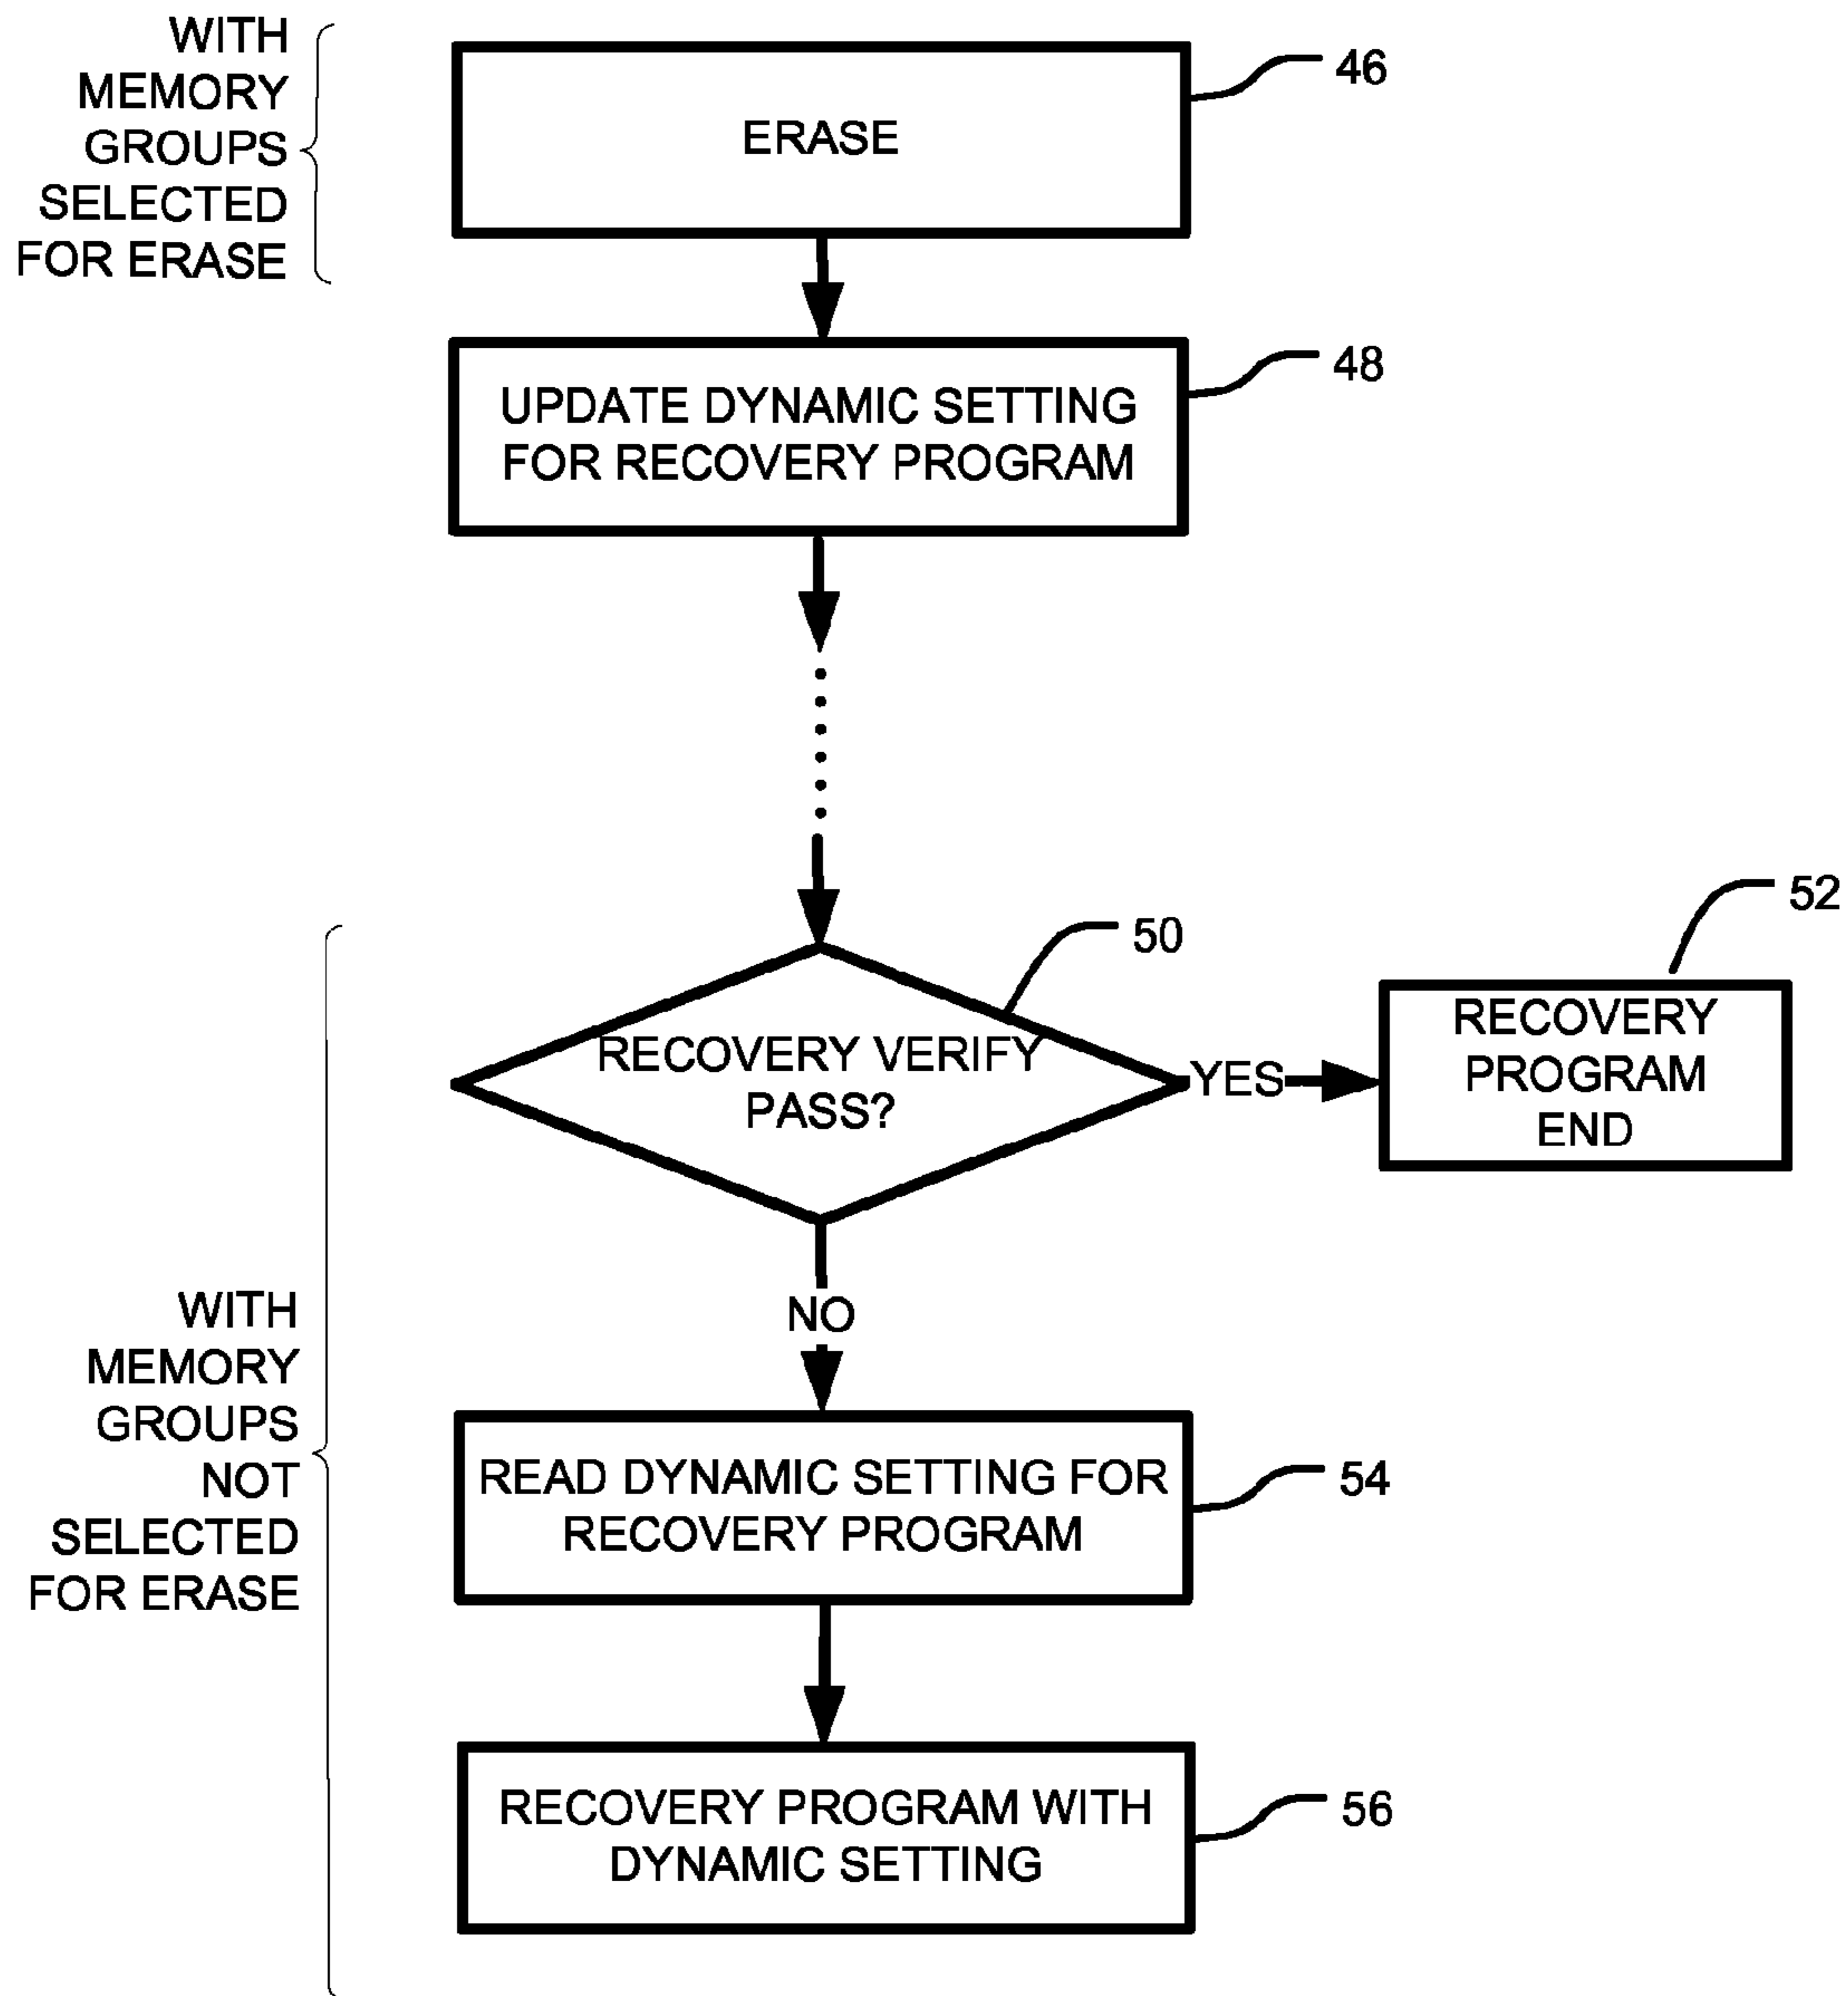 WITH
MEMORY
GROUPS
SELECTED
FOR ERASE
ERASE
46
UPDATE DYNAMIC SETTING
FOR RECOVERY PROGRAM
48
50
RECOVERY VERIFY
PASS?
YES
52
RECOVERY
PROGRAM
END
NO
WITH
MEMORY
GROUPS
NOT
SELECTED
FOR ERASE
READ DYNAMIC SETTING FOR
RECOVERY PROGRAM
54
RECOVERY PROGRAM WITH
DYNAMIC SETTING
56